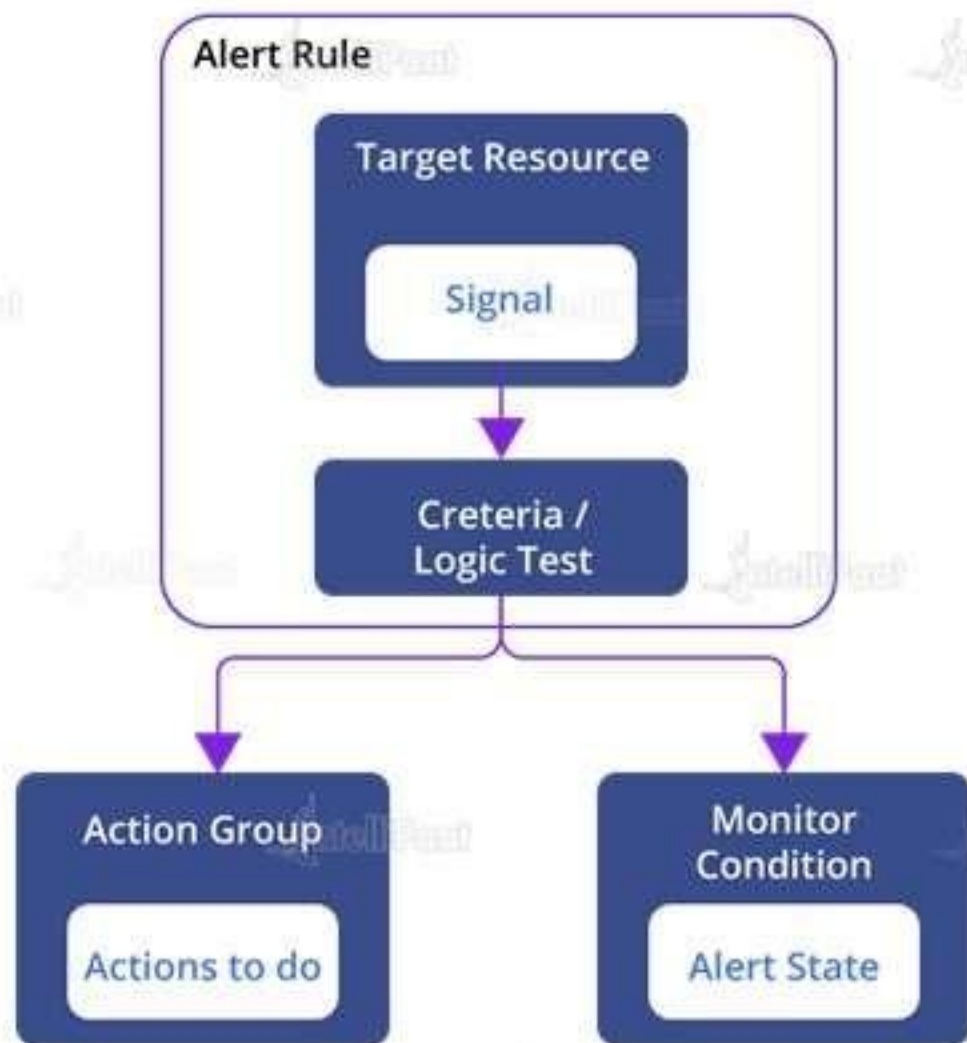 Alert Rule
Target Resource
Signal
Creteria /
Logic Test
Action Group
Actions to do
Monitor
Condition
Alert State